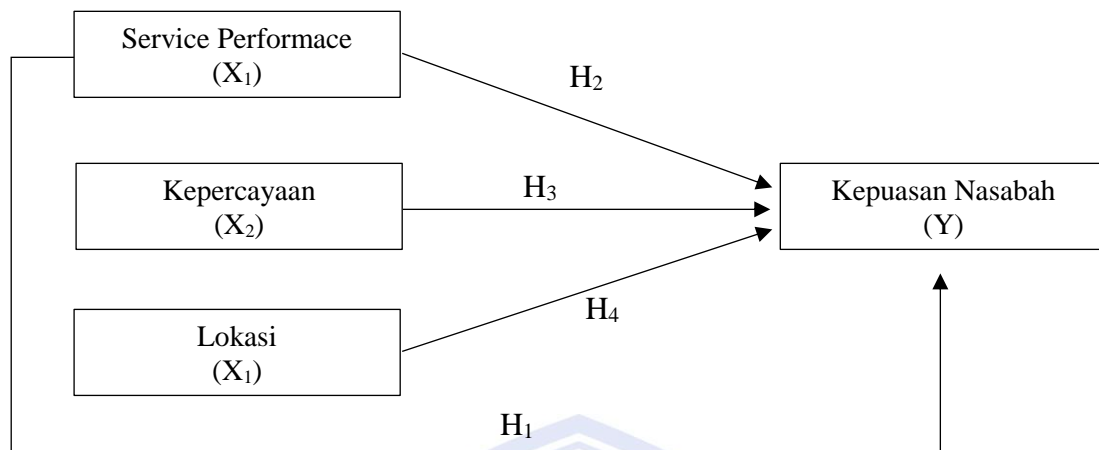 Service Performace
(X₁)
H₂
Kepercayaan
(X₂)
H₃
Kepuasan Nasabah
(Y)
Lokasi
(X₁)
H₄
H₁